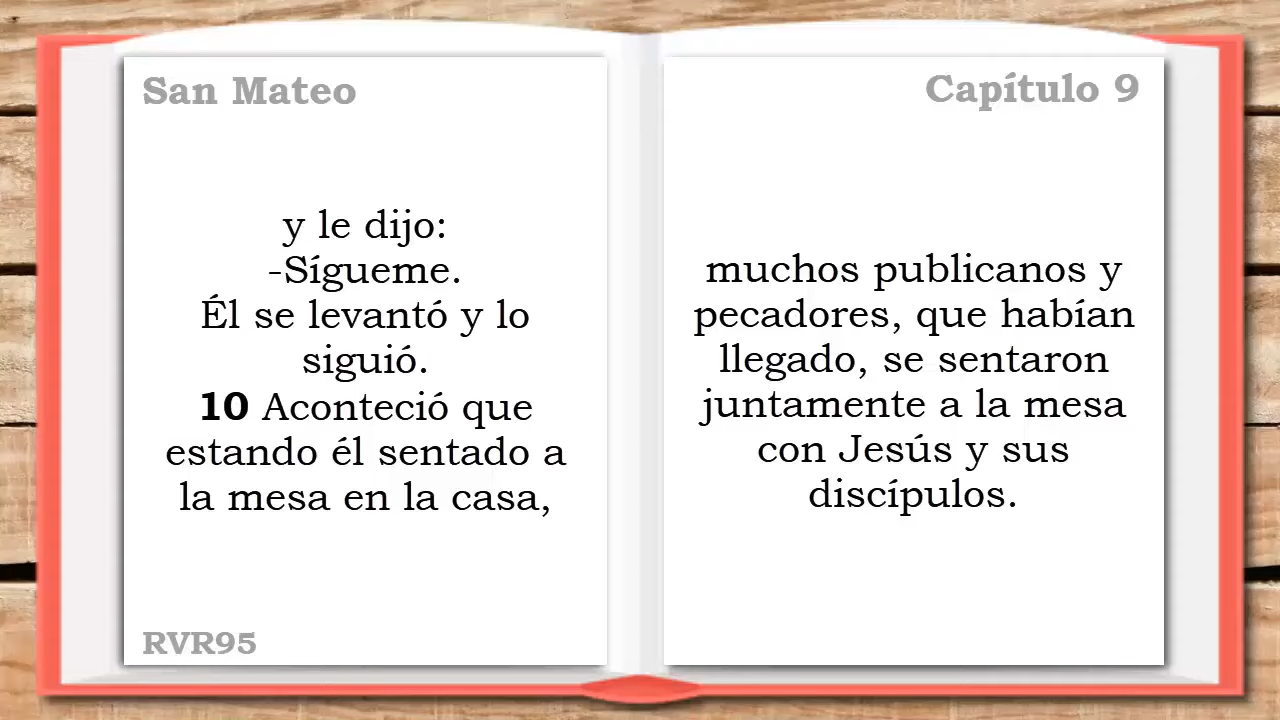 San Mateo
y le dijo:
-Sígueme.
Él se levantó y lo
siguió.
10 Aconteció que
estando él sentado a
la mesa en la casa,
RVR95
Capítulo 9
muchos publicanos y
pecadores, que habían
llegado, se sentaron
juntamente a la mesa
con Jesús y sus
discípulos.